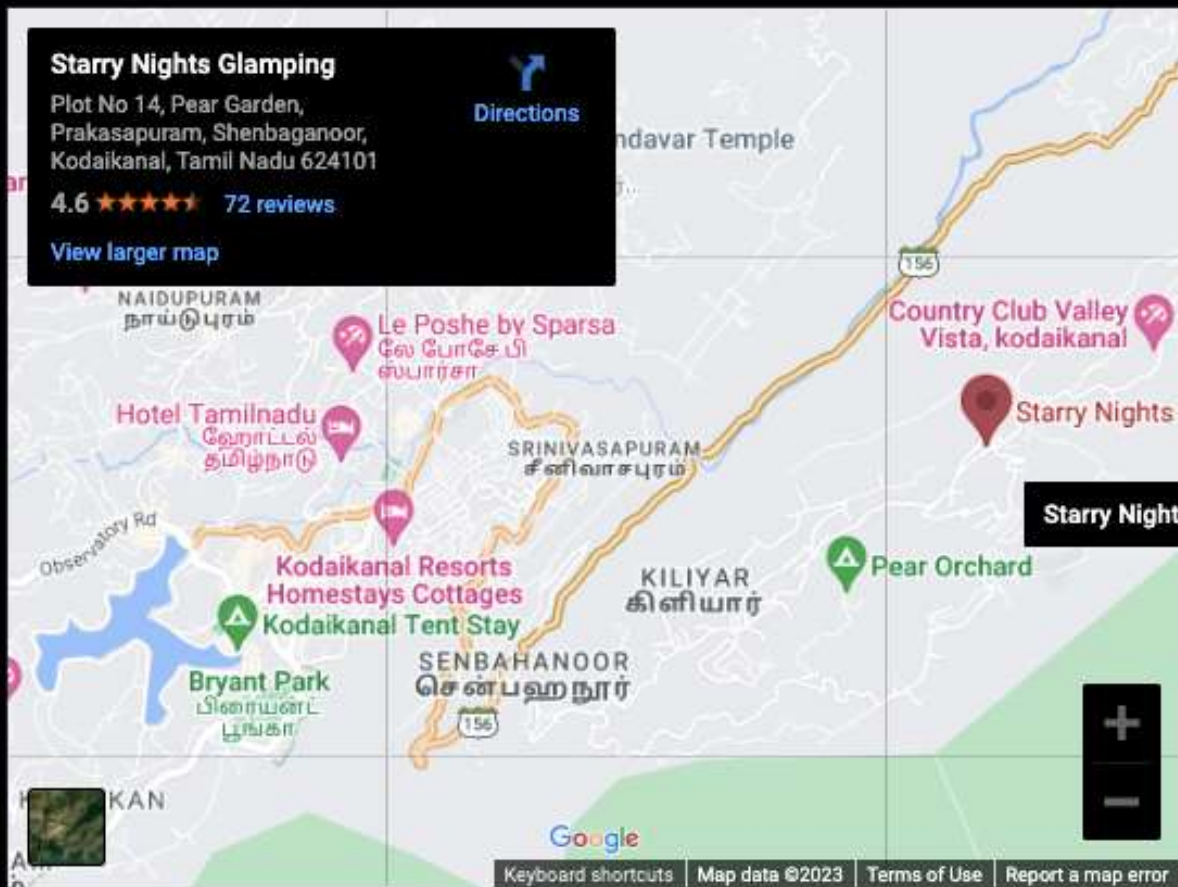 Starry Nights Glamping
Plot No 14, Pear Garden,
Prakasapuram, Shenbaganoor,
Kodaikanal, Tamil Nadu 624101
4.6
72 reviews
View larger map
Directions
ndavar Temple
NAIDUPURAM
நாய்டுபுரம்
Le Poshe by Sparsa
லே போசே பி
ஸ்பார்சா
156
Country Club Valley
Vista, kodaikanal
Hotel Tamilnadu
ஹோட்டல்
தமிழ்நாடு
Starry Nights
SRINIVASAPURAM
சீனிவாசபுரம்
Observatory Rd
Starry Night
Kodaikanal Resorts
Homestays Cottages
KILIYAR
கிளியார்
Pear Orchard
Kodaikanal Tent Stay
SENBAHANOOR
சென்பஹனூர்
Bryant Park
பிரையண்ட்
பூங்கா
156
KAN
Google
Keyboard shortcuts
Map data ©2023
Terms of Use
Report a map error